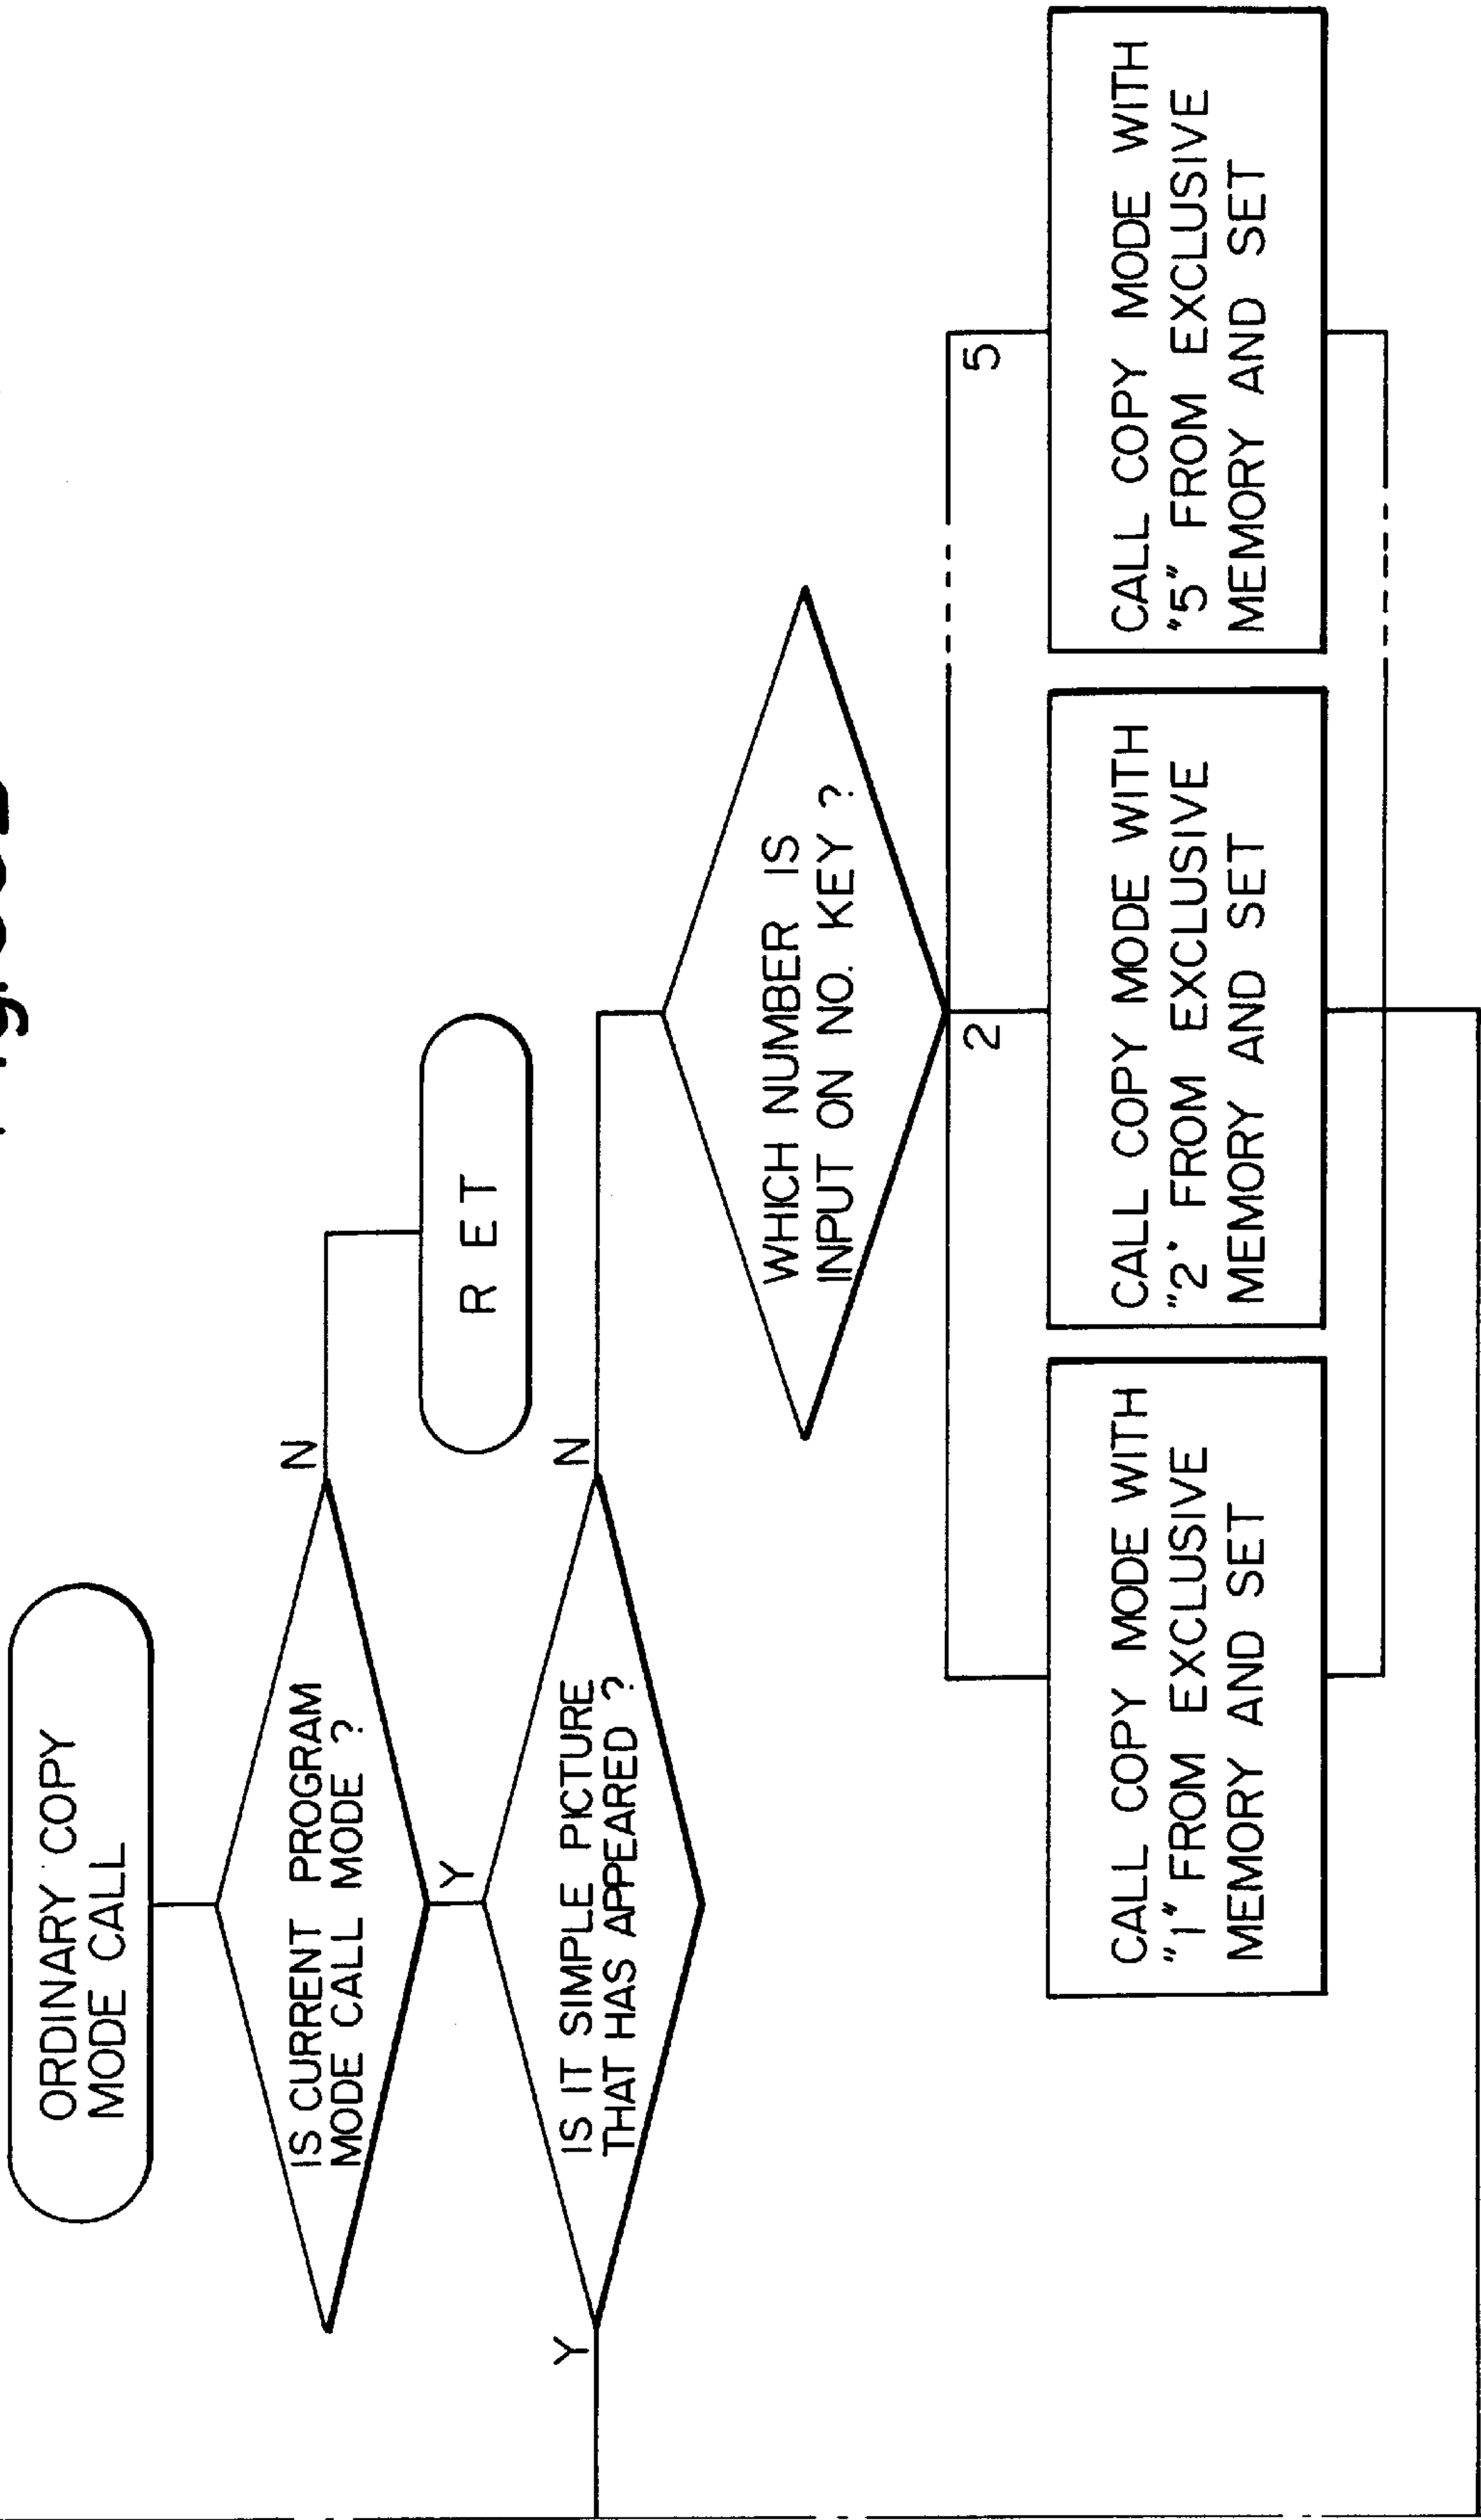 ORDINARY COPY
MODE CALL
IS CURRENT PROGRAM
MODE CALL MODE ?
N
R E T
Y
IS IT SIMPLE PICTURE
THAT HAS APPEARED ?
Y
N
WHICH NUMBER IS
INPUT ON NO. KEY ?
2
5
CALL COPY MODE WITH
"1" FROM EXCLUSIVE
MEMORY AND SET
CALL COPY MODE WITH
"2" FROM EXCLUSIVE
MEMORY AND SET
CALL COPY MODE WITH
"5" FROM EXCLUSIVE
MEMORY AND SET